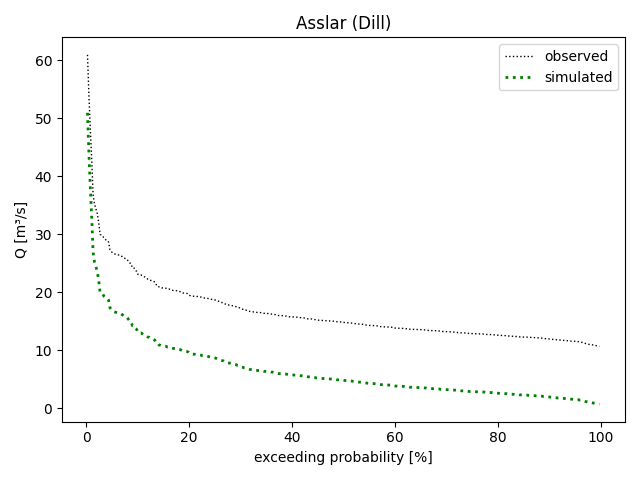 Asslar (Dill)
observed
simulated
Q [m³/s]
60
50
40
30
20
10
0
0 20 40 60 80 100
exceeding probability [%]